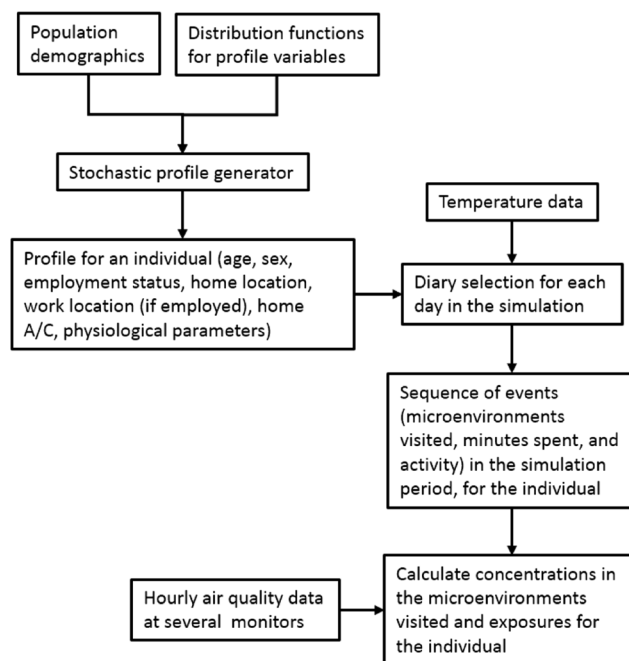 Population
demographics
Distribution functions
for profile variables
Stochastic profile generator
Temperature data
Profile for an individual (age, sex,
employment status, home location,
work location (if employed), home
A/C, physiological parameters)
Diary selection for each
day in the simulation
Sequence of events
(microenvironments
visited, minutes spent, and
activity) in the simulation
period, for the individual
Hourly air quality data
at several monitors
Calculate concentrations in
the microenvironments
visited and exposures for
the individual